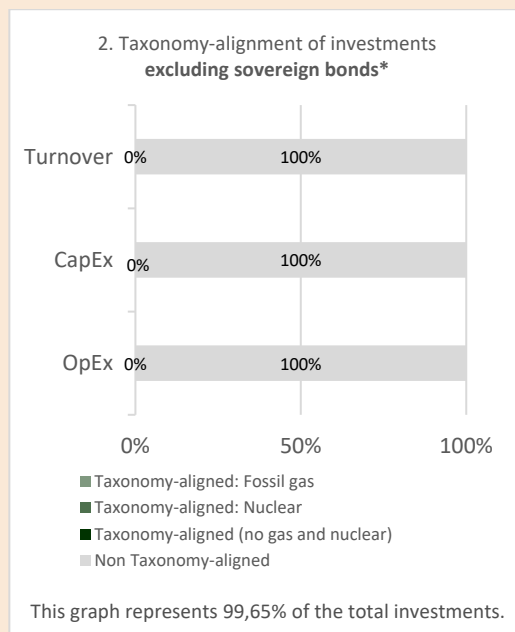 2. Taxonomy-alignment of investments
excluding sovereign bonds*
Turnover 0% 100%
CapEx 0% 100%
OpEx 0% 100%
0% 50% 100%
Taxonomy-aligned: Fossil gas
Taxonomy-aligned: Nuclear
Taxonomy-aligned (no gas and nuclear)
Non Taxonomy-aligned
This graph represents 99,65% of the total investments.